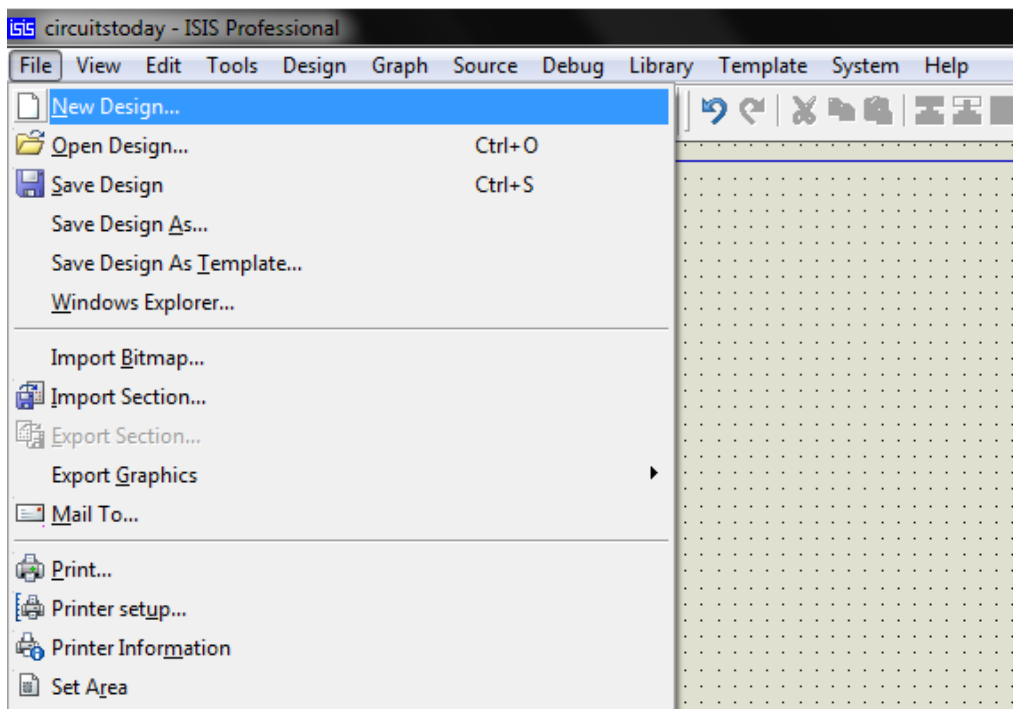 isis circuitstoday - ISIS Professional
File View Edit Tools Design Graph Source Debug Library Template System Help
New Design...
Open Design... Ctrl+O
Save Design Ctrl+S
Save Design As...
Save Design As Template...
Windows Explorer...
Import Bitmap...
Import Section...
Export Section...
Export Graphics
Mail To...
Print...
Printer setup...
Printer Information
Set Area